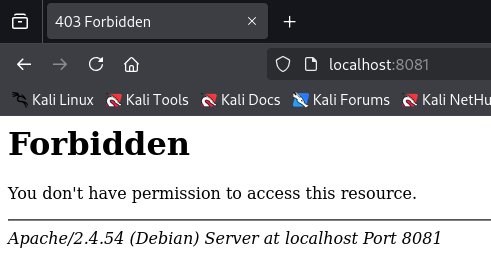 403 Forbidden
localhost:8081
Kali Linux Kali Tools Kali Docs Kali Forums Kali NetHu
Forbidden
You don't have permission to access this resource.
Apache/2.4.54 (Debian) Server at localhost Port 8081